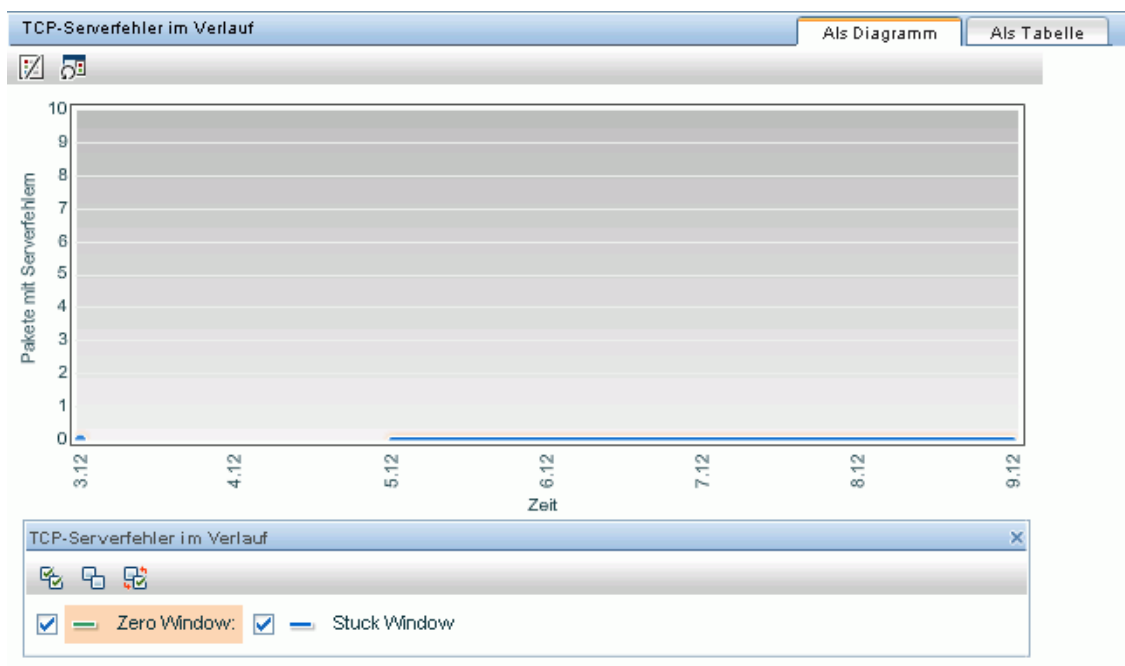 TCP-Serverfehler im Verlauf
Als Diagramm
Als Tabelle
10
9
8
7
6
5
4
3
2
1
0
Pakete mit Serverfehlern
3.12
4.12
5.12
6.12
7.12
8.12
9.12
Zeit
TCP-Serverfehler im Verlauf
Zero Window: Stuck Window